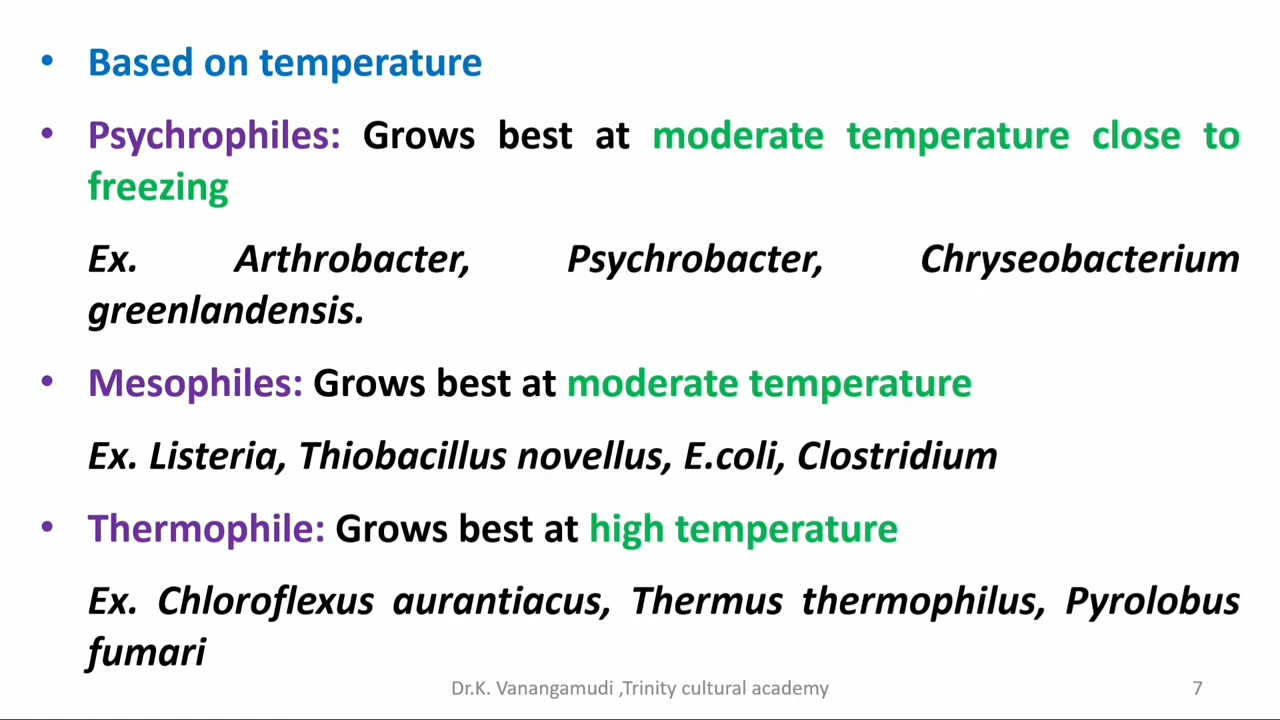 • Based on temperature
• Psychrophiles: Grows best at moderate temperature close to
freezing
Ex. Arthrobacter, Psychrobacter, Chryseobacterium
greenlandensis.
• Mesophiles: Grows best at moderate temperature
Ex. Listeria, Thiobacillus novellus, E.coli, Clostridium
• Thermophile: Grows best at high temperature
Ex. Chloroflexus aurantiacus, Thermus thermophilus, Pyrolobus
fumari
Dr.K. Vanangamudi ,Trinity cultural academy 7